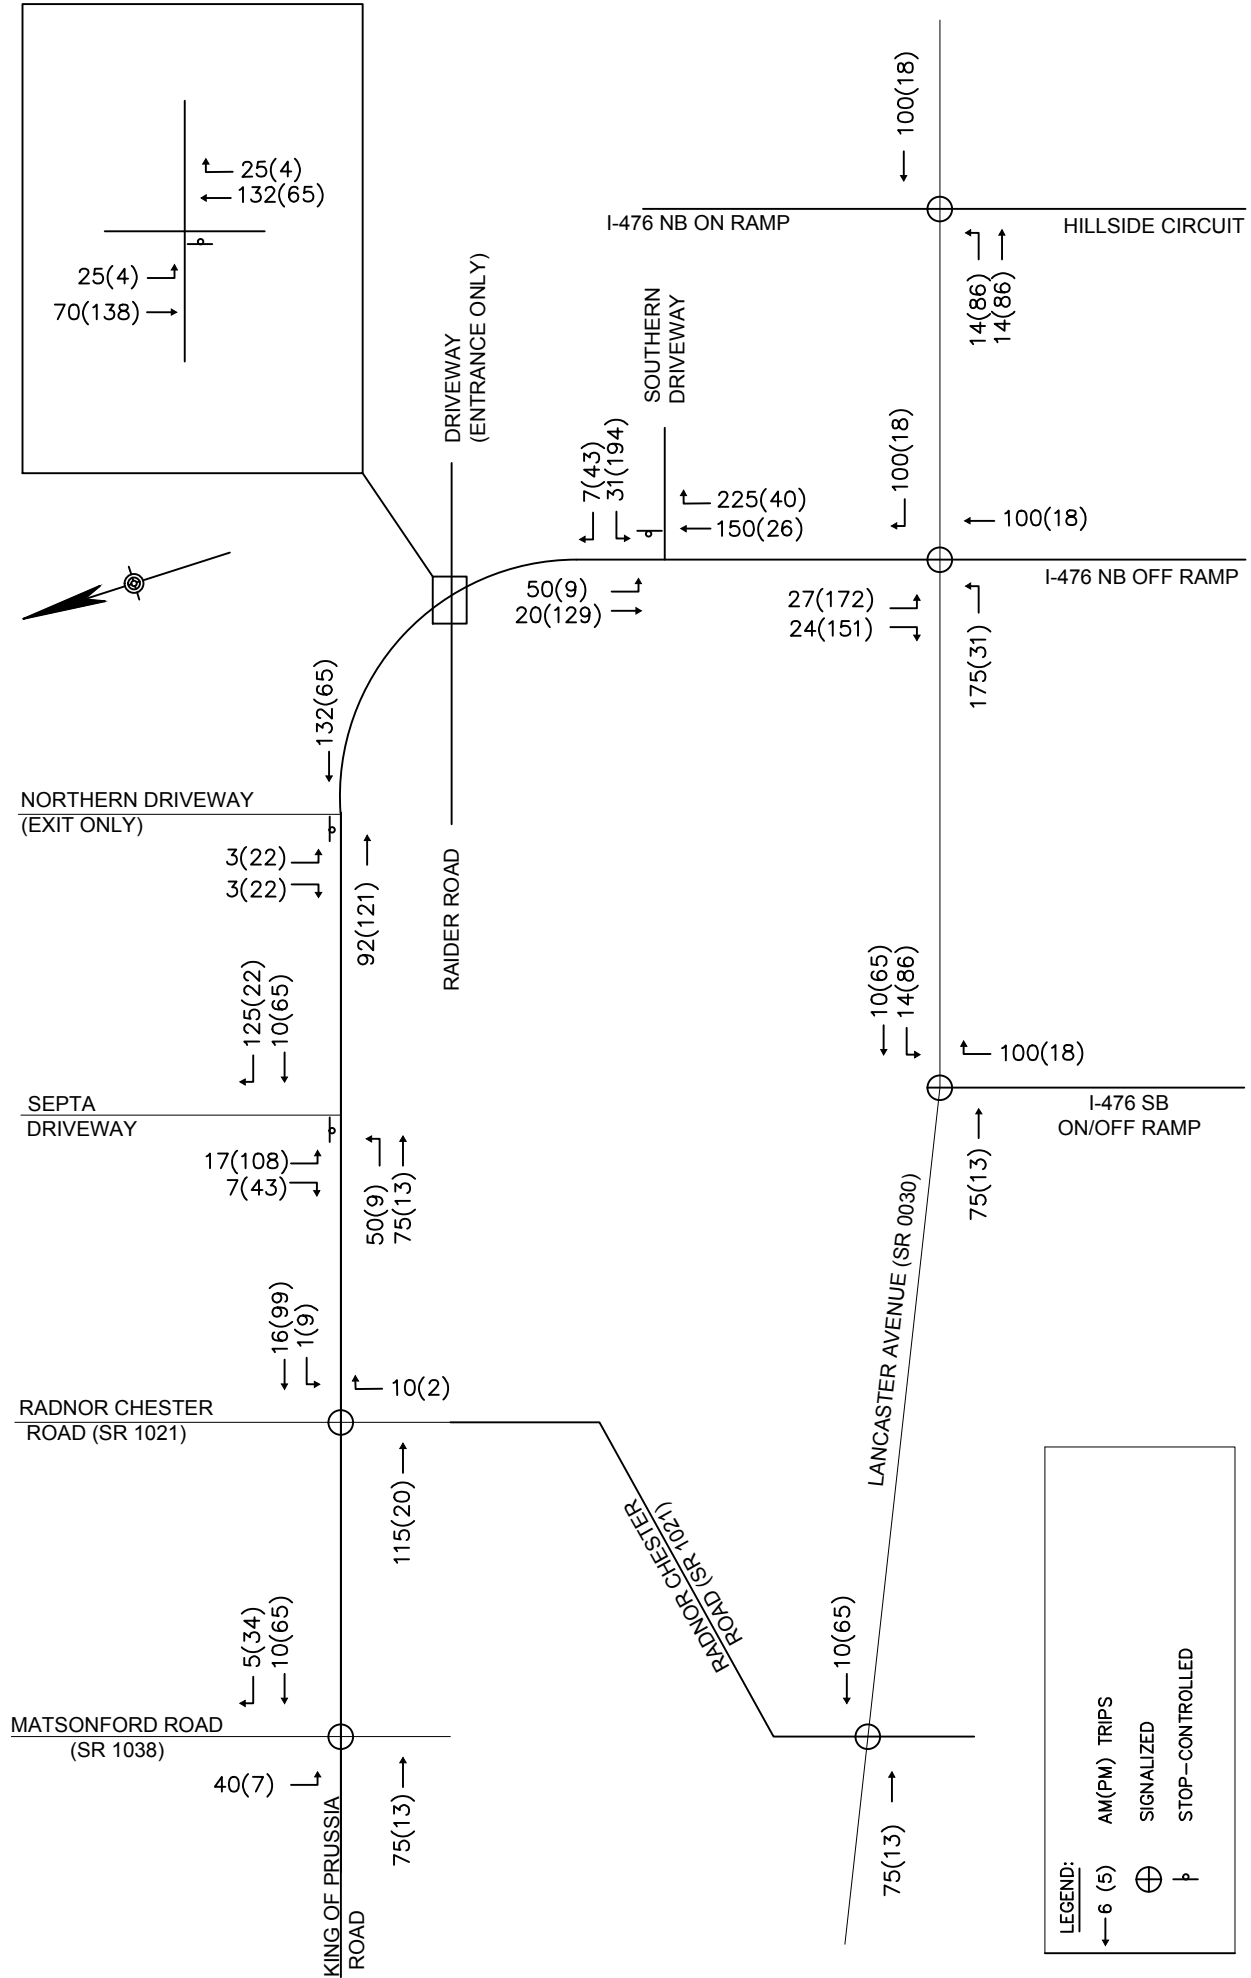 100(18)
25(4)
132(65)
I-476 NB ON RAMP
HILLSIDE CIRCUIT
25(4)
70(138)
14(86)
14(86)
DRIVEWAY
(ENTRANCE ONLY)
SOUTHERN
DRIVEWAY
7(43)
31(194)
225(40)
150(26)
100(18)
100(18)
I-476 NB OFF RAMP
50(9)
20(129)
27(172)
24(151)
175(31)
132(65)
NORTHERN DRIVEWAY
(EXIT ONLY)
3(22)
3(22)
92(121)
RAIDER ROAD
125(22)
10(65)
10(65)
14(86)
100(18)
SEPTA
DRIVEWAY
I-476 SB
ON/OFF RAMP
17(108)
7(43)
50(9)
75(13)
75(13)
LANCASTER AVENUE (SR 0030)
16(99)
1(9)
10(2)
RADNOR CHESTER
ROAD (SR 1021)
115(20)
RADNOR CHESTER
ROAD (SR 1021)
5(34)
10(65)
10(65)
MATSONFORD ROAD
(SR 1038)
40(7)
75(13)
75(13)
KING OF PRUSSIA
ROAD
LEGEND:
6 (5) AM(PM) TRIPS
SIGNALIZED
STOP-CONTROLLED